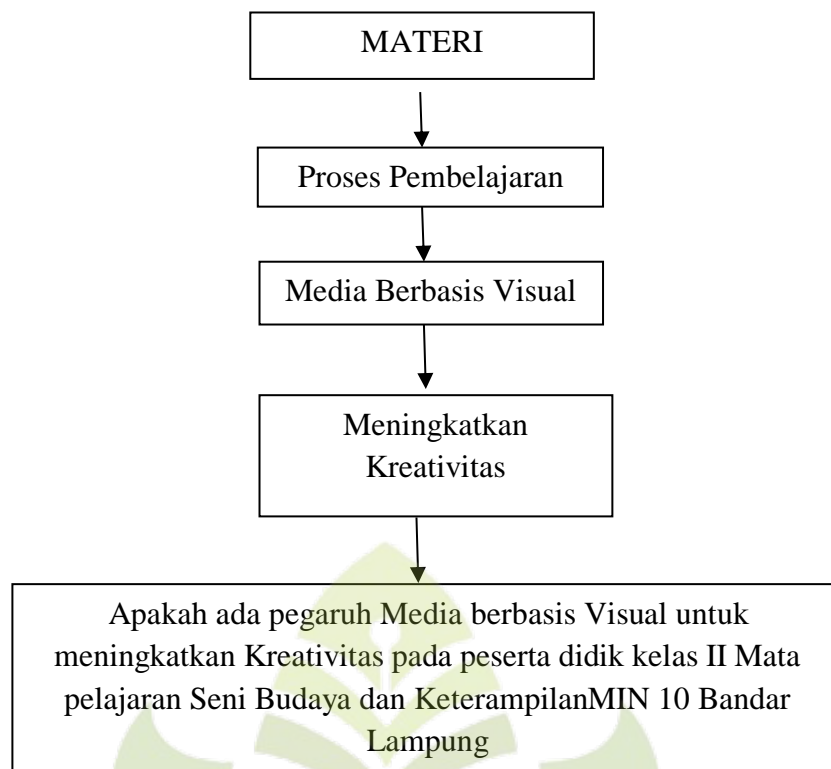 MATERI
Proses Pembelajaran
Media Berbasis Visual
Meningkatkan
Kreativitas
Apakah ada pegaruh Media berbasis Visual untuk
meningkatkan Kreativitas pada peserta didik kelas II Mata
pelajaran Seni Budaya dan KeterampilanMIN 10 Bandar
Lampung